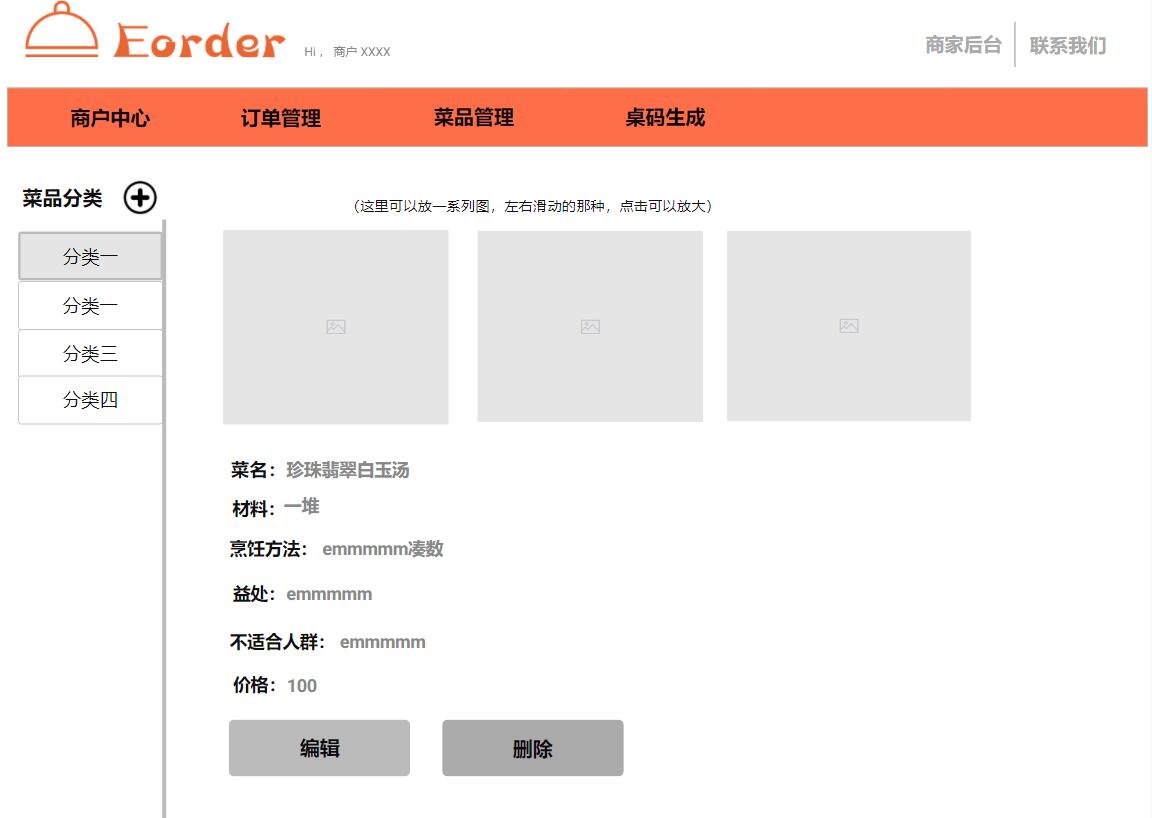 Eorder
Hi ， 商户 XXXX
商家后台
联系我们
商户中心
订单管理
菜品管理
桌码生成
菜品分类
分类一
分类一
分类三
分类四
（这里可以放一系列图，左右滑动的那种，点击可以放大）
菜名：珍珠翡翠白玉汤
材料：一堆
烹饪方法： emmmmm凑数
益处：emmmmm
不适合人群： emmmmm
价格：100
编辑
删除